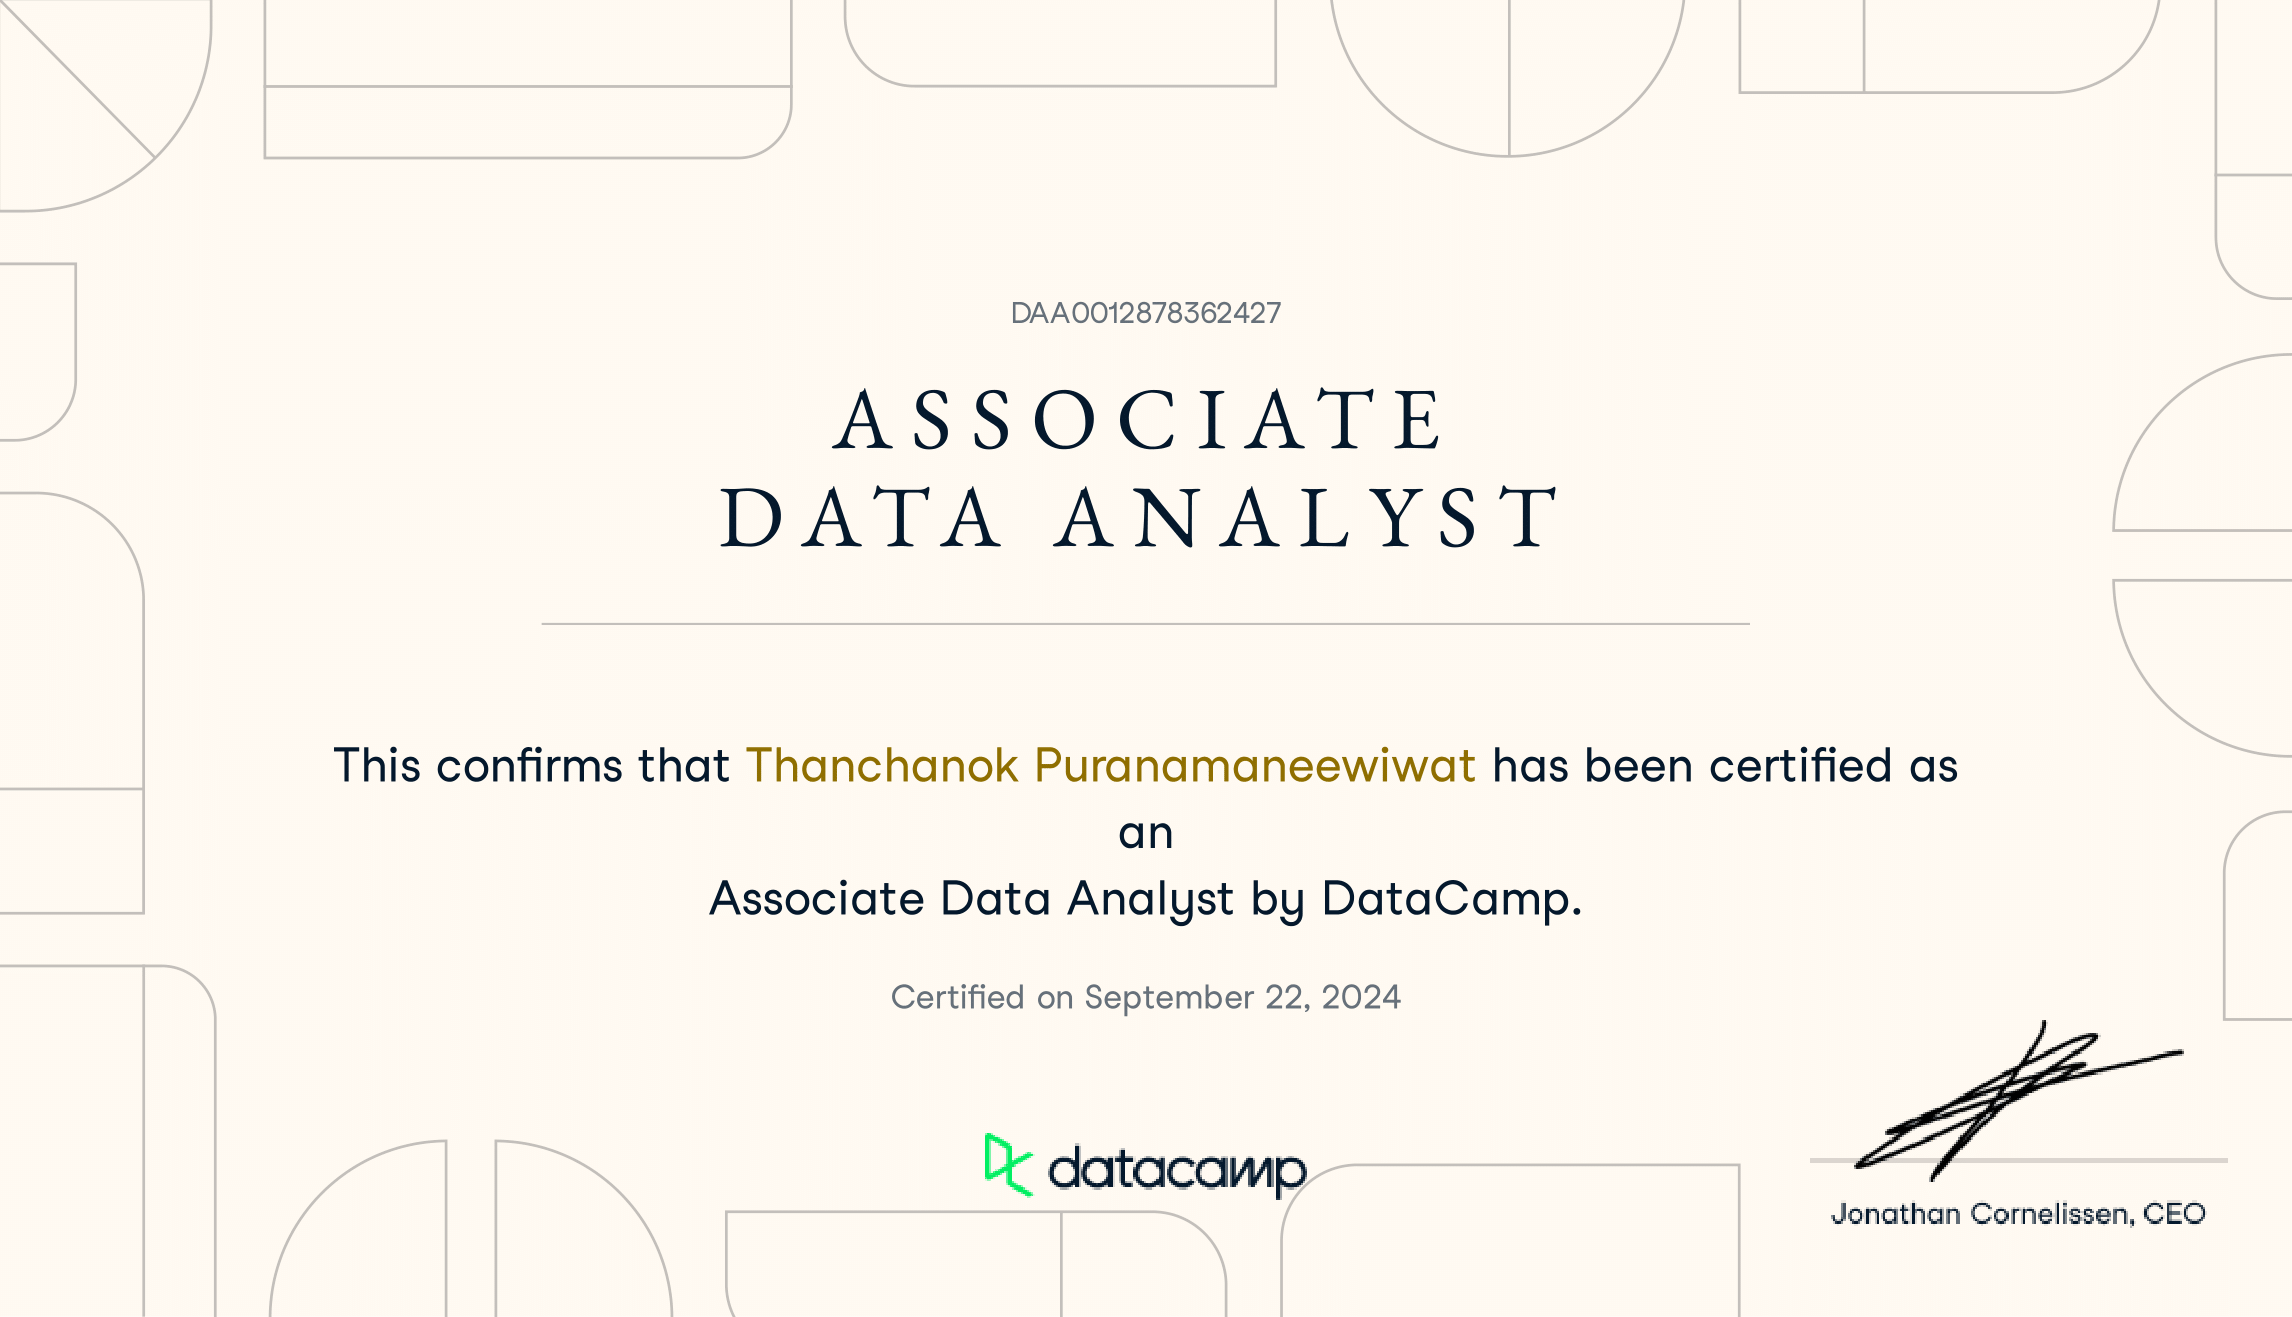 DAA0012878362427
ASSOCIATE
DATA ANALYST
This confirms that Thanchanok Puranamaneewiwat has been certified as
an
Associate Data Analyst by DataCamp.
Certified on September 22, 2024
datacamp
Jonathan Cornelissen, CEO